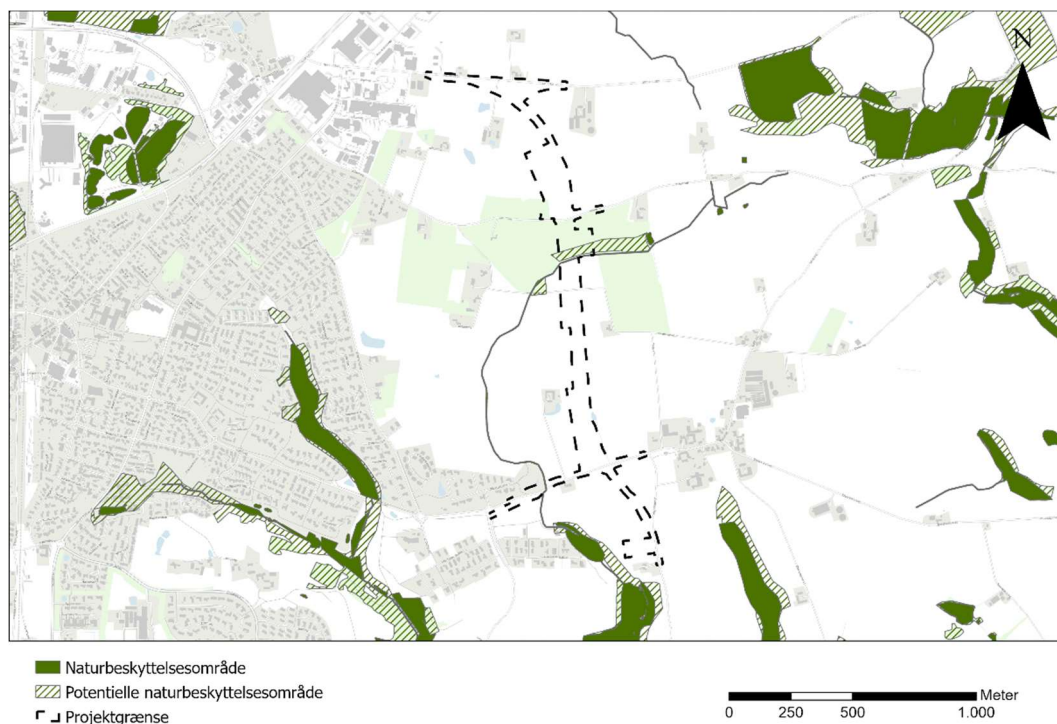 N
Naturbeskyttelsesområde
Potentielle naturbeskyttelsesområde
Projektgrænse
Meter
0 250 500 1.000